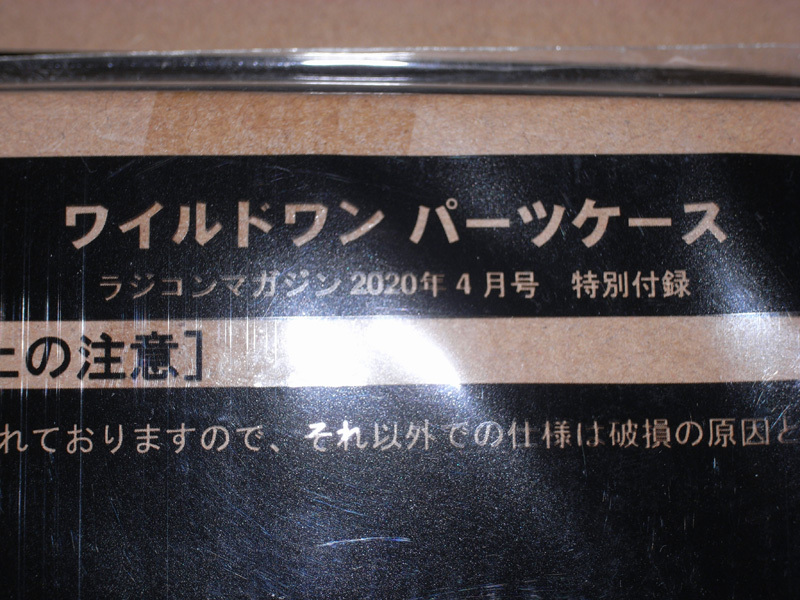 ワイルドワン パーツケース
ラジコンマガジン 2020年4月号　特別付録
上の注意]
れておりますので、それ以外での仕様は破損の原因と